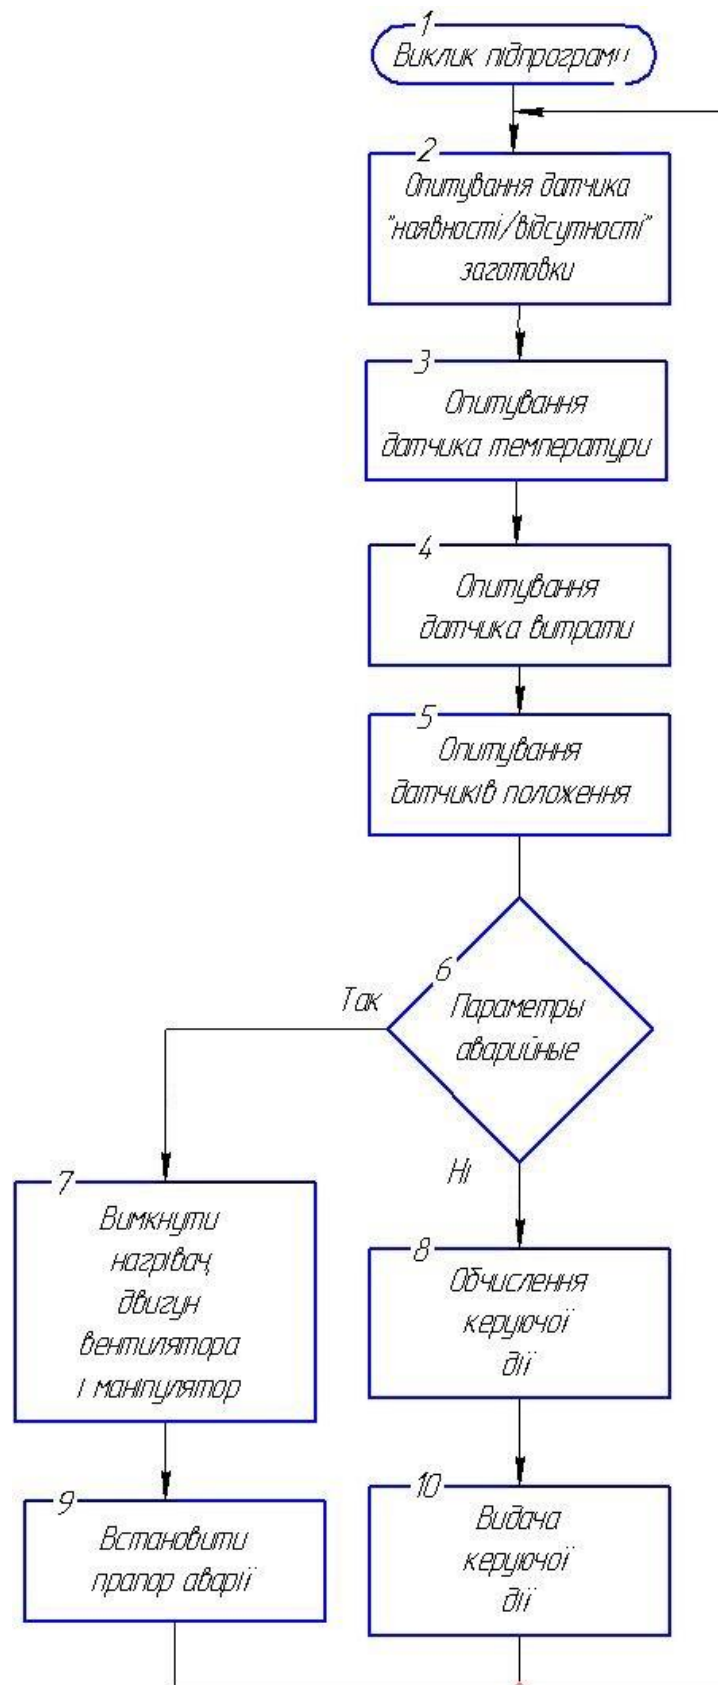 1
Виклик підпрограми
2
Опитування датчика
"наявності/відсутності"
заготовки
3
Опитування
датчика температури
4
Опитування
датчика витрати
5
Опитування
датчиків положення
6
Параметры
аварийные
Так
Ні
7
Вимкнути
нагрівач,
двигун
вентилятора
і маніпулятор
8
Обчислення
керуючої
дії
9
Встановити
прапор аварії
10
Видача
керуючої
дії